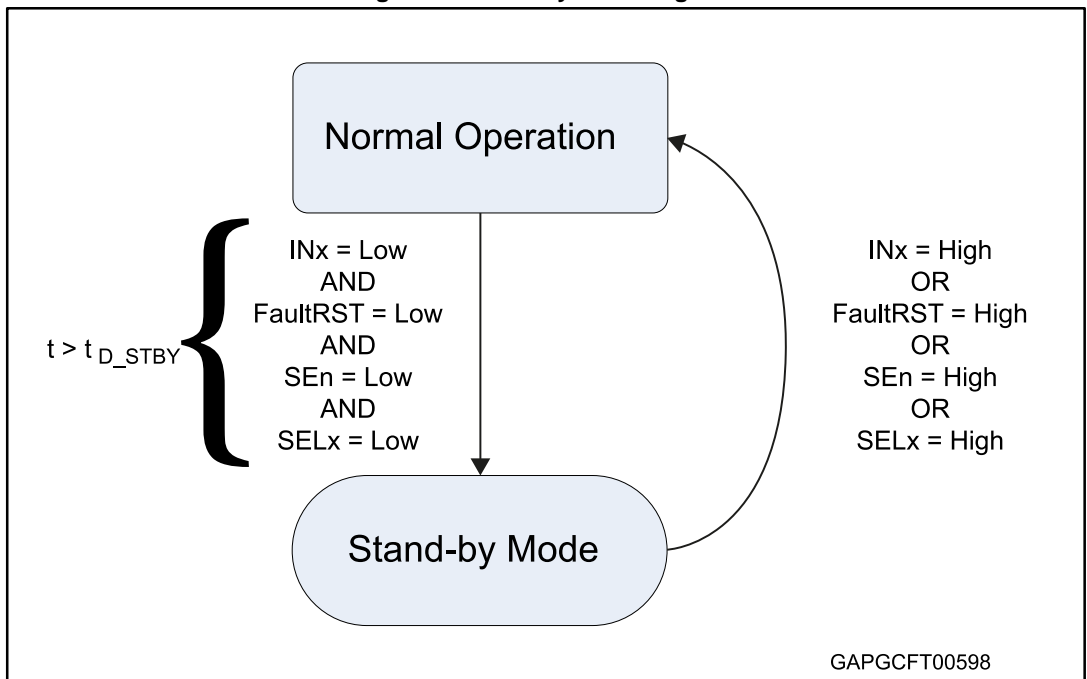 Normal Operation
t > t D_STBY
INx = Low
AND
FaultRST = Low
AND
SEn = Low
AND
SELx = Low
INx = High
OR
FaultRST = High
OR
SEn = High
OR
SELx = High
Stand-by Mode
GAPGCFT00598